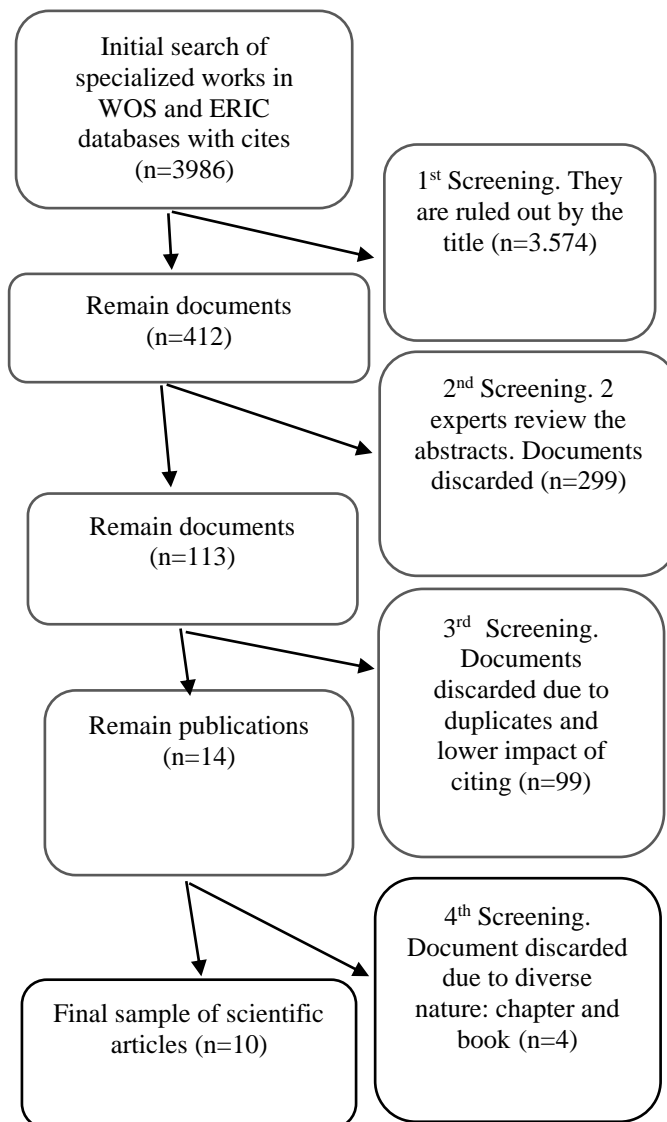 Initial search of
specialized works in
WOS and ERIC
databases with cites
(n=3986)
1st Screening. They
are ruled out by the
title (n=3.574)
Remain documents
(n=412)
2nd Screening. 2
experts review the
abstracts. Documents
discarded (n=299)
Remain documents
(n=113)
3rd Screening.
Documents
discarded due to
duplicates and
lower impact of
citing (n=99)
Remain publications
(n=14)
4th Screening.
Document discarded
due to diverse
nature: chapter and
book (n=4)
Final sample of scientific
articles (n=10)